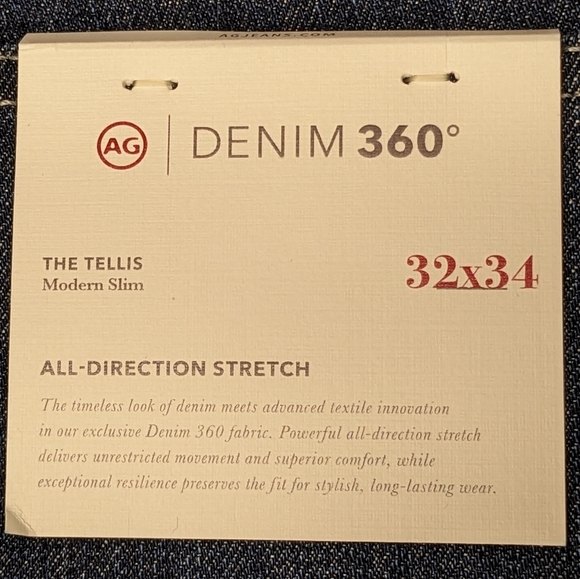 AGJEANS.COM
AG | DENIM 360°
THE TELLIS
Modern Slim
32x34
ALL-DIRECTION STRETCH
The timeless look of denim meets advanced textile innovation
in our exclusive Denim 360 fabric. Powerful all-direction stretch
delivers unrestricted movement and superior comfort, while
exceptional resilience preserves the fit for stylish, long-lasting wear.